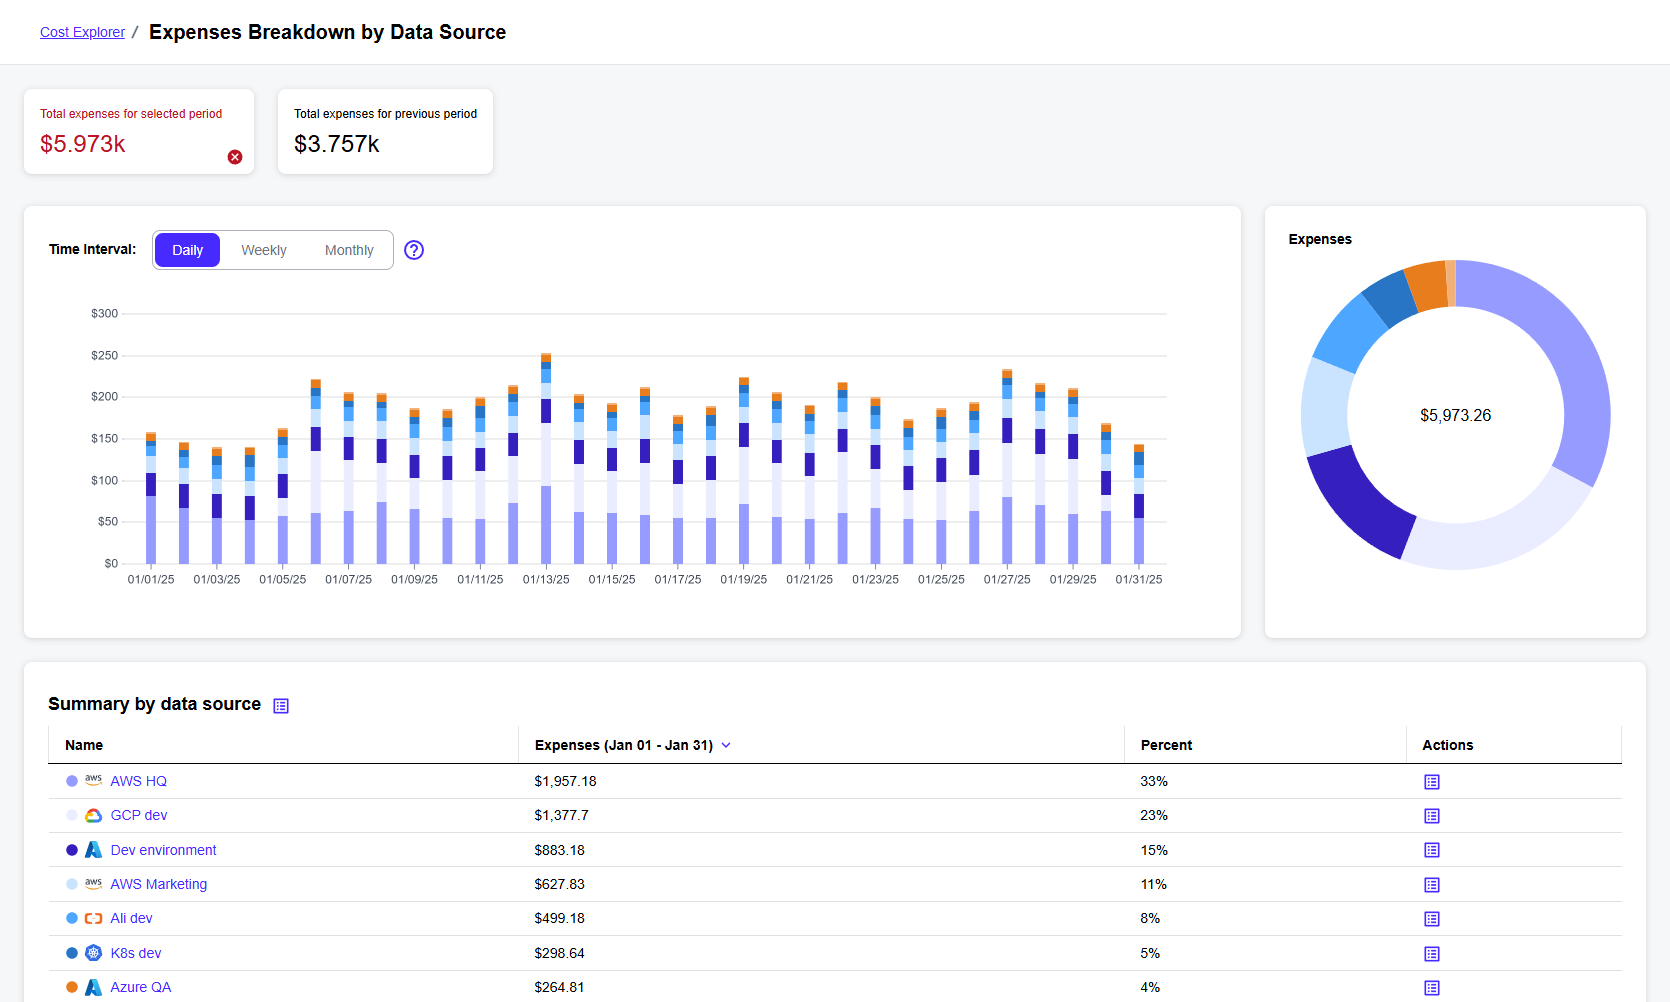 Cost Explorer / Expenses Breakdown by Data Source
Total expenses for selected period
$5.973k
Total expenses for previous period
$3.757k
Time Interval: Daily Weekly Monthly ?
$300
$250
$200
$150
$100
$50
$0
01/01/25 01/03/25 01/05/25 01/07/25 01/09/25 01/11/25 01/13/25 01/15/25 01/17/25 01/19/25 01/21/25 01/23/25 01/25/25 01/27/25 01/29/25 01/31/25
Expenses
$5,973.26
Summary by data source
Name Expenses (Jan 01 - Jan 31) Percent Actions
aws AWS HQ $1,957.18 33%
GCP dev $1,377.7 23%
Dev environment $883.18 15%
aws AWS Marketing $627.83 11%
Ali dev $499.18 8%
K8s dev $298.64 5%
Azure QA $264.81 4%